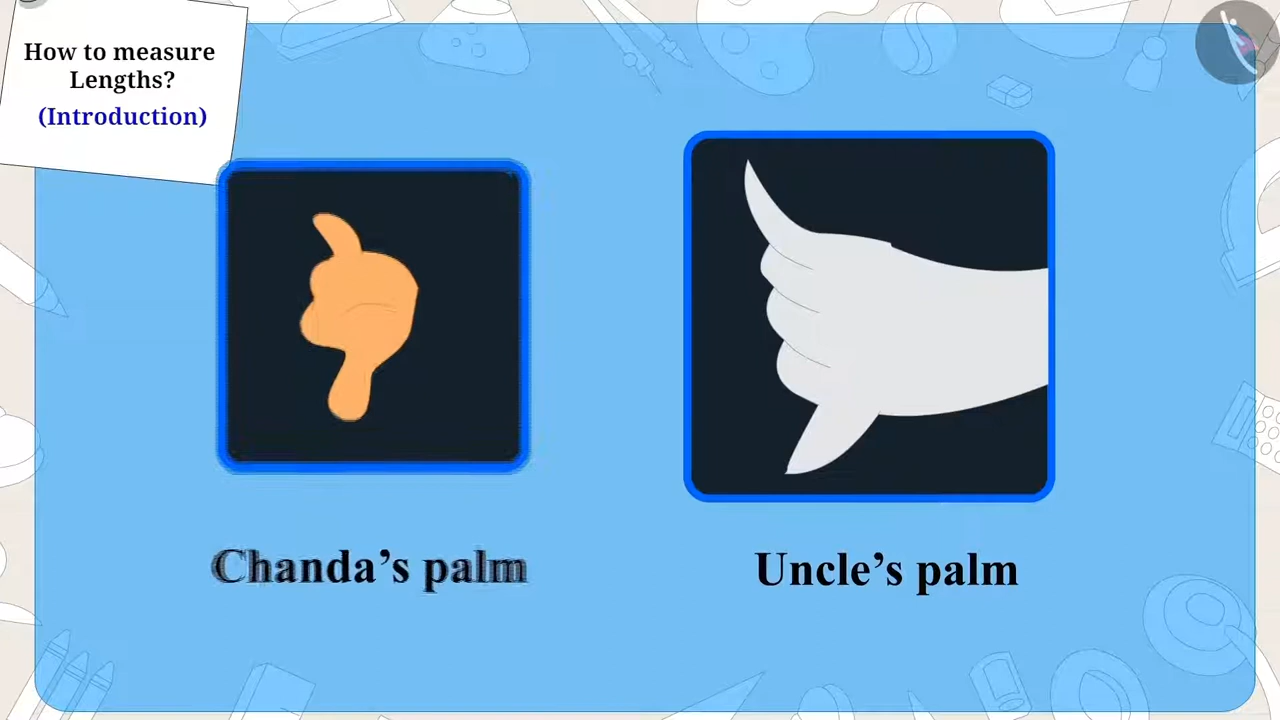 How to measure
Lengths?
(Introduction)
Chanda’s palm
Uncle’s palm